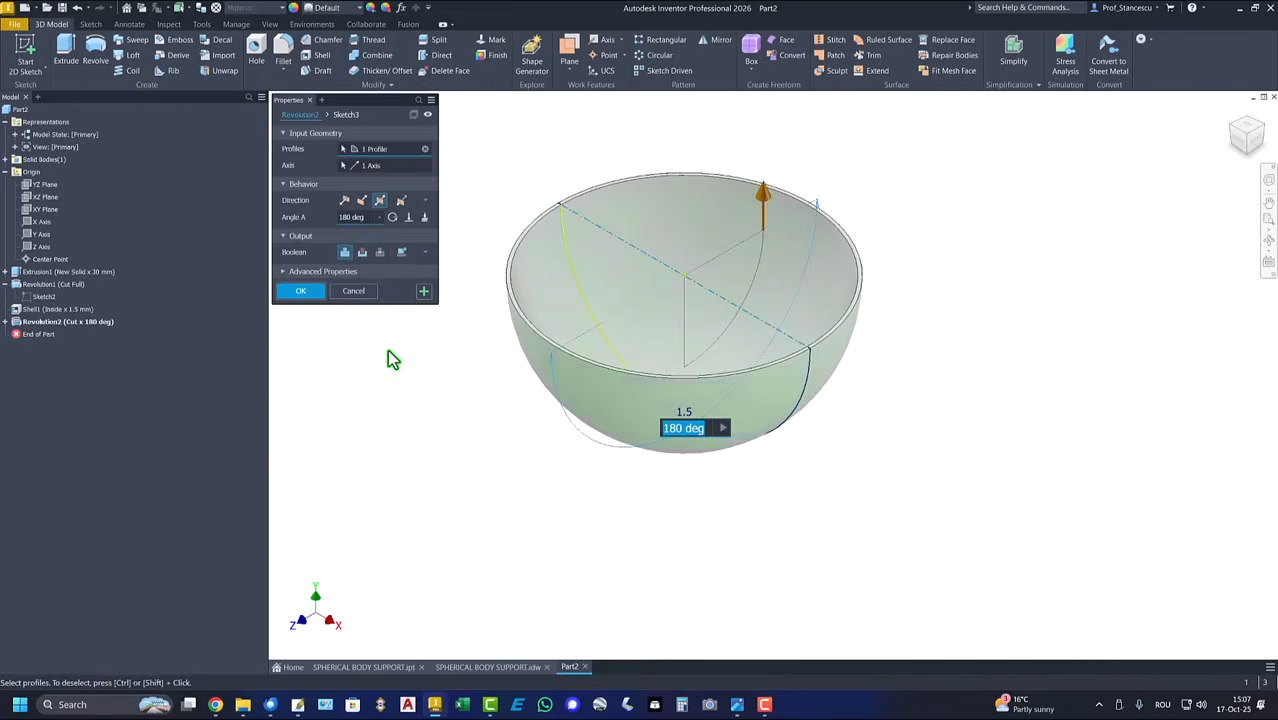 Material
Default
Autodesk Inventor Professional 2026 Part2
Search Help & Commands...
Prof_Stancescu
File 3D Model Sketch Annotate Inspect Tools Manage View Environments Collaborate Fusion
Start
2D Sketch
Extrude
Revolve
Sweep
Emboss
Decal
Loft
Derive
Import
Coil
Rib
Unwrap
Hole
Fillet
Chamfer
Thread
Shell
Combine
Draft
Thicken/ Offset
Split
Direct
Delete Face
Mark
Finish
Shape
Generator
Plane
Axis
Point
UCS
Rectangular
Mirror
Circular
Sketch Driven
Box
Face
Convert
Stitch
Ruled Surface
Replace Face
Patch
Trim
Repair Bodies
Sculpt
Extend
Fit Mesh Face
Simplify
Stress
Analysis
Convert to
Sheet Metal
Sketch
Create
Modify
Explore
Work Features
Pattern
Create Freeform
Surface
Simplification
Simulation
Convert
Model
Part2
Representations
Model State: [Primary]
View: [Primary]
Solid Bodies(1)
Origin
YZ Plane
XZ Plane
XY Plane
X Axis
Y Axis
Z Axis
Center Point
Extrusion1 (New Solid x 30 mm)
Revolution1 (Cut Full)
Sketch2
Shell1 (Inside x 1.5 mm)
Revolution2 (Cut x 180 deg)
End of Part
Properties
Revolution2 > Sketch3
Input Geometry
Profiles 1 Profile
Axis 1 Axis
Behavior
Direction
Angle A 180 deg
Output
Boolean
Advanced Properties
OK Cancel
1.5
180 deg
Y
Z X
Home SPHERICAL BODY SUPPORT.ipt SPHERICAL BODY SUPPORT.idw Part2
Select profiles. To deselect, press [Ctrl] or [Shift] + Click.
1 3
Search
3
16°C
Partly sunny
ROU
15:07
17-Oct-25